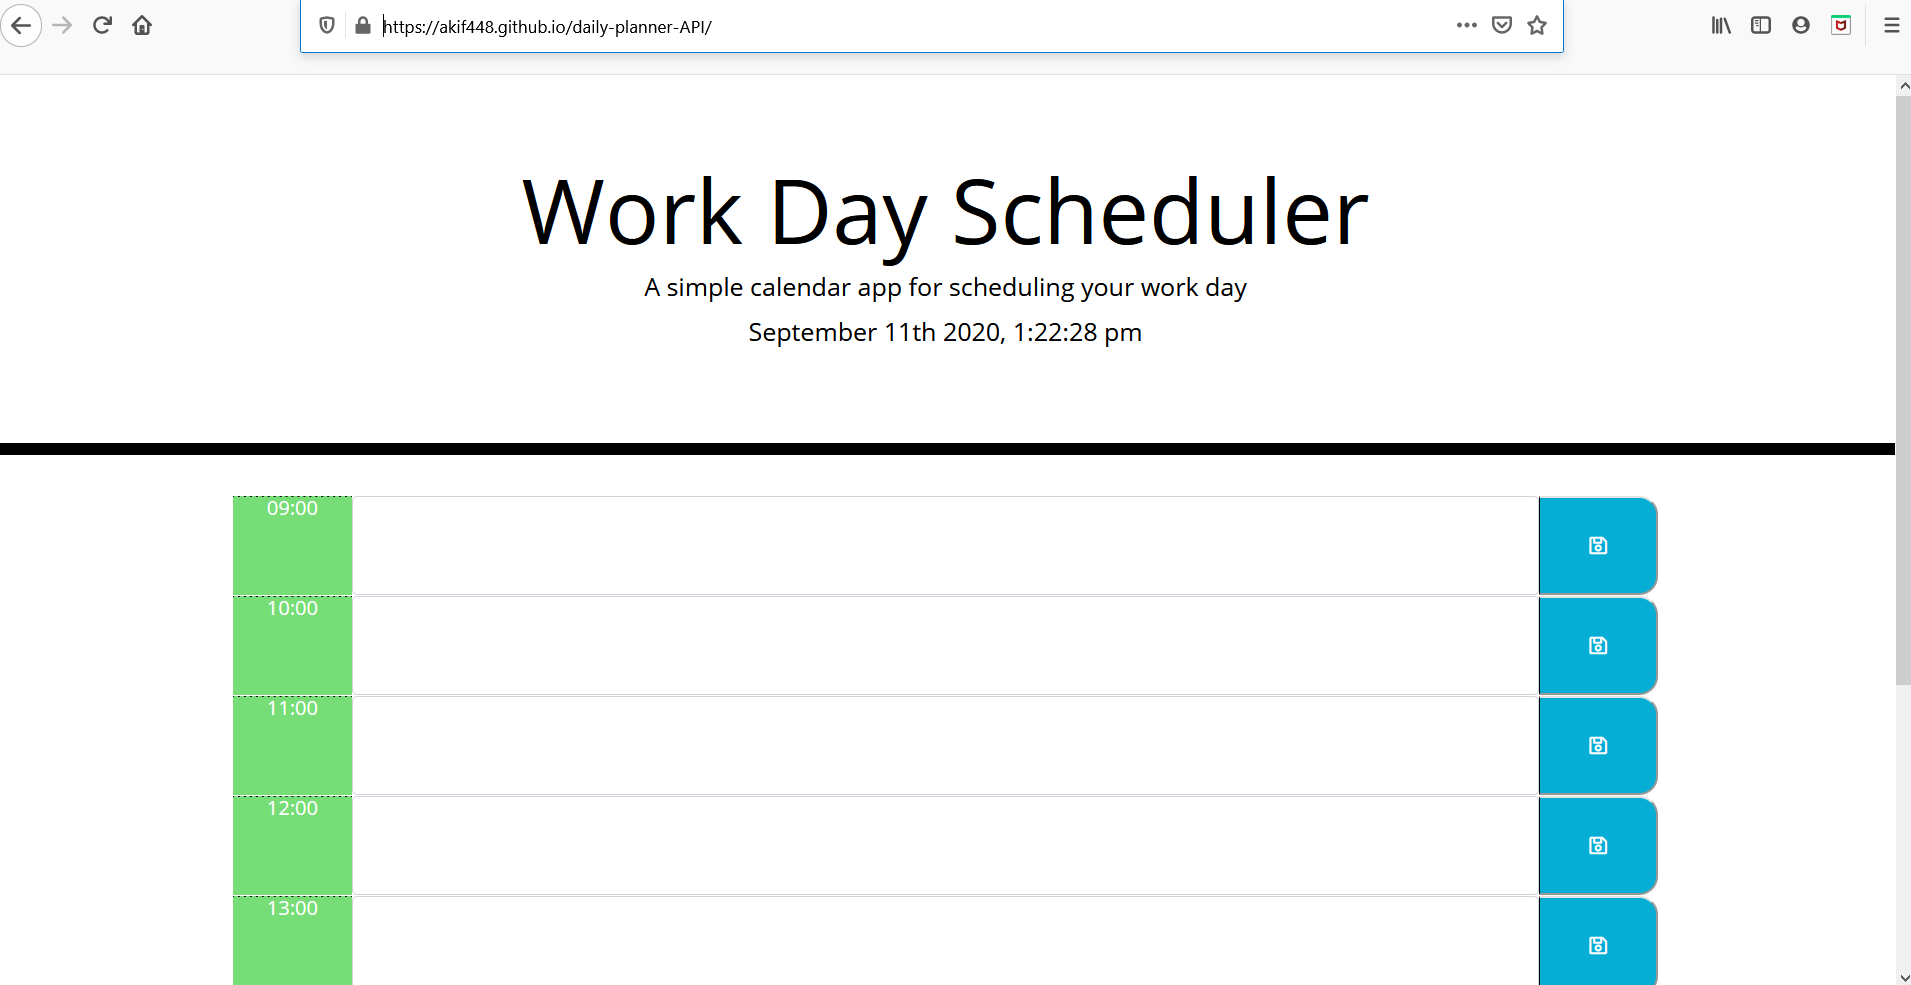 https://akif448.github.io/daily-planner-API/
Work Day Scheduler
A simple calendar app for scheduling your work day
September 11th 2020, 1:22:28 pm
09:00
10:00
11:00
12:00
13:00